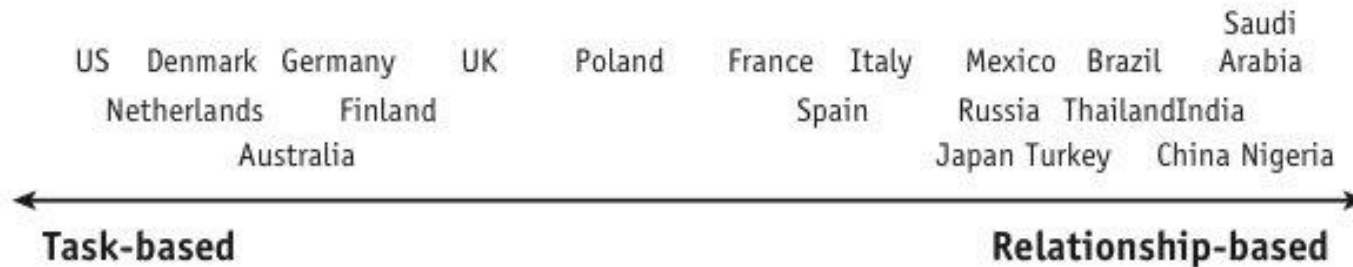 Saudi
US Denmark Germany UK Poland France Italy Mexico Brazil Arabia
Netherlands Finland Spain Russia ThailandIndia
Australia Japan Turkey China Nigeria
Task-based Relationship-based